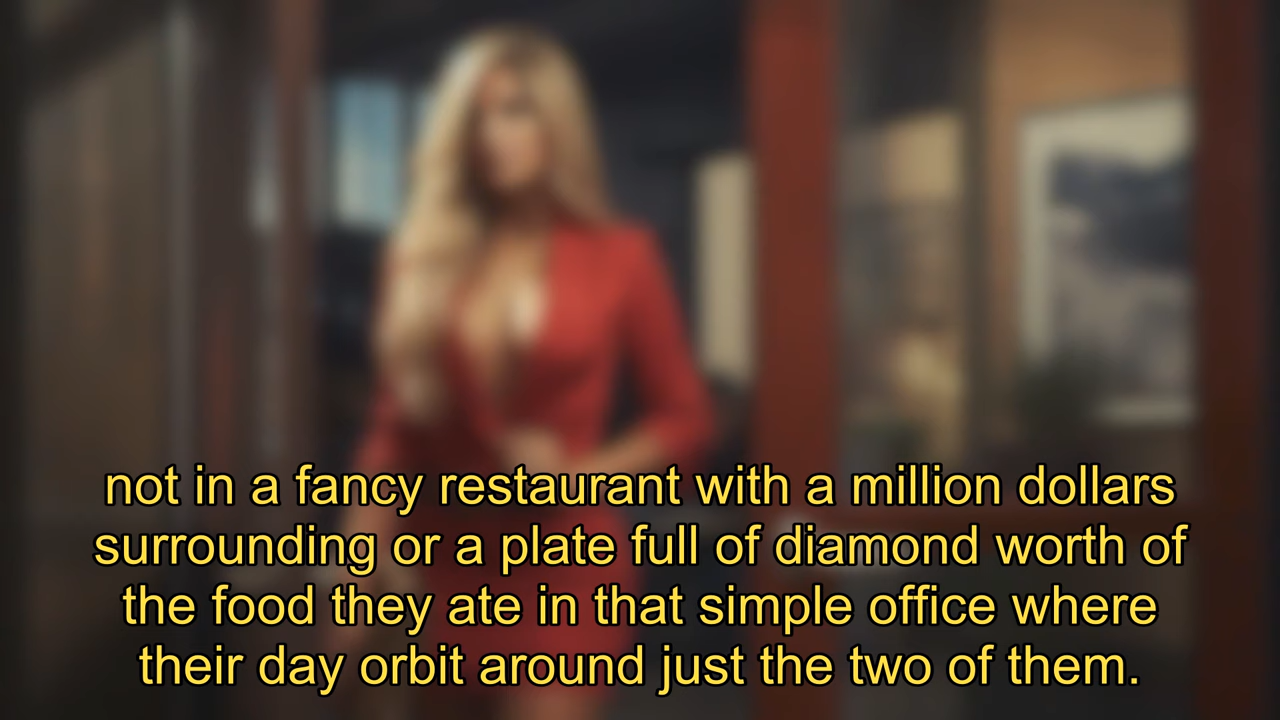 not in a fancy restaurant with a million dollars
surrounding or a plate full of diamond worth of
the food they ate in that simple office where
their day orbit around just the two of them.